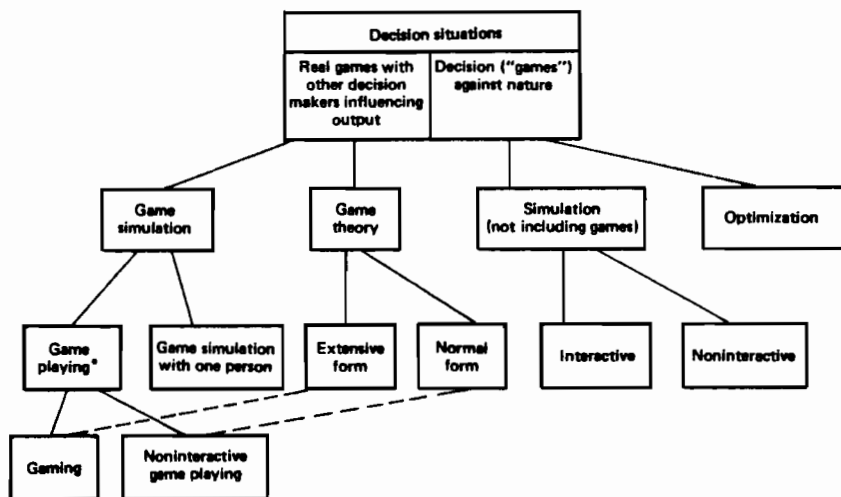 Decision situations
Real games with
other decision
makers influencing
output
Decision ("games")
against nature
Game
simulation
Game
theory
Simulation
(not including games)
Optimization
Game
playing*
Game simulation
with one person
Extensive
form
Normal
form
Interactive
Noninteractive
Gaming
Noninteractive
game playing